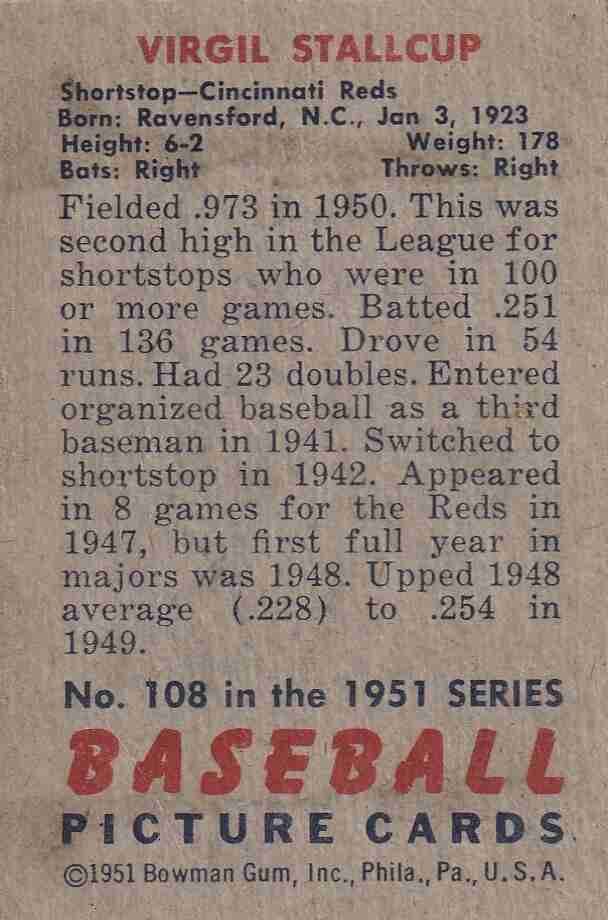 VIRGIL STALLCUP
Shortstop—Cincinnati Reds
Born: Ravensford, N.C., Jan 3, 1923
Height: 6-2 Weight: 178
Bats: Right Throws: Right
Fielded .973 in 1950. This was
second high in the League for
shortstops who were in 100
or more games. Batted .251
in 136 games. Drove in 54
runs. Had 23 doubles. Entered
organized baseball as a third
baseman in 1941. Switched to
shortstop in 1942. Appeared
in 8 games for the Reds in
1947, but first full year in
majors was 1948. Upped 1948
average (.228) to .254 in
1949.
No. 108 in the 1951 SERIES
BASEBALL
PICTURE CARDS
©1951 Bowman Gum, Inc., Phila., Pa., U.S.A.